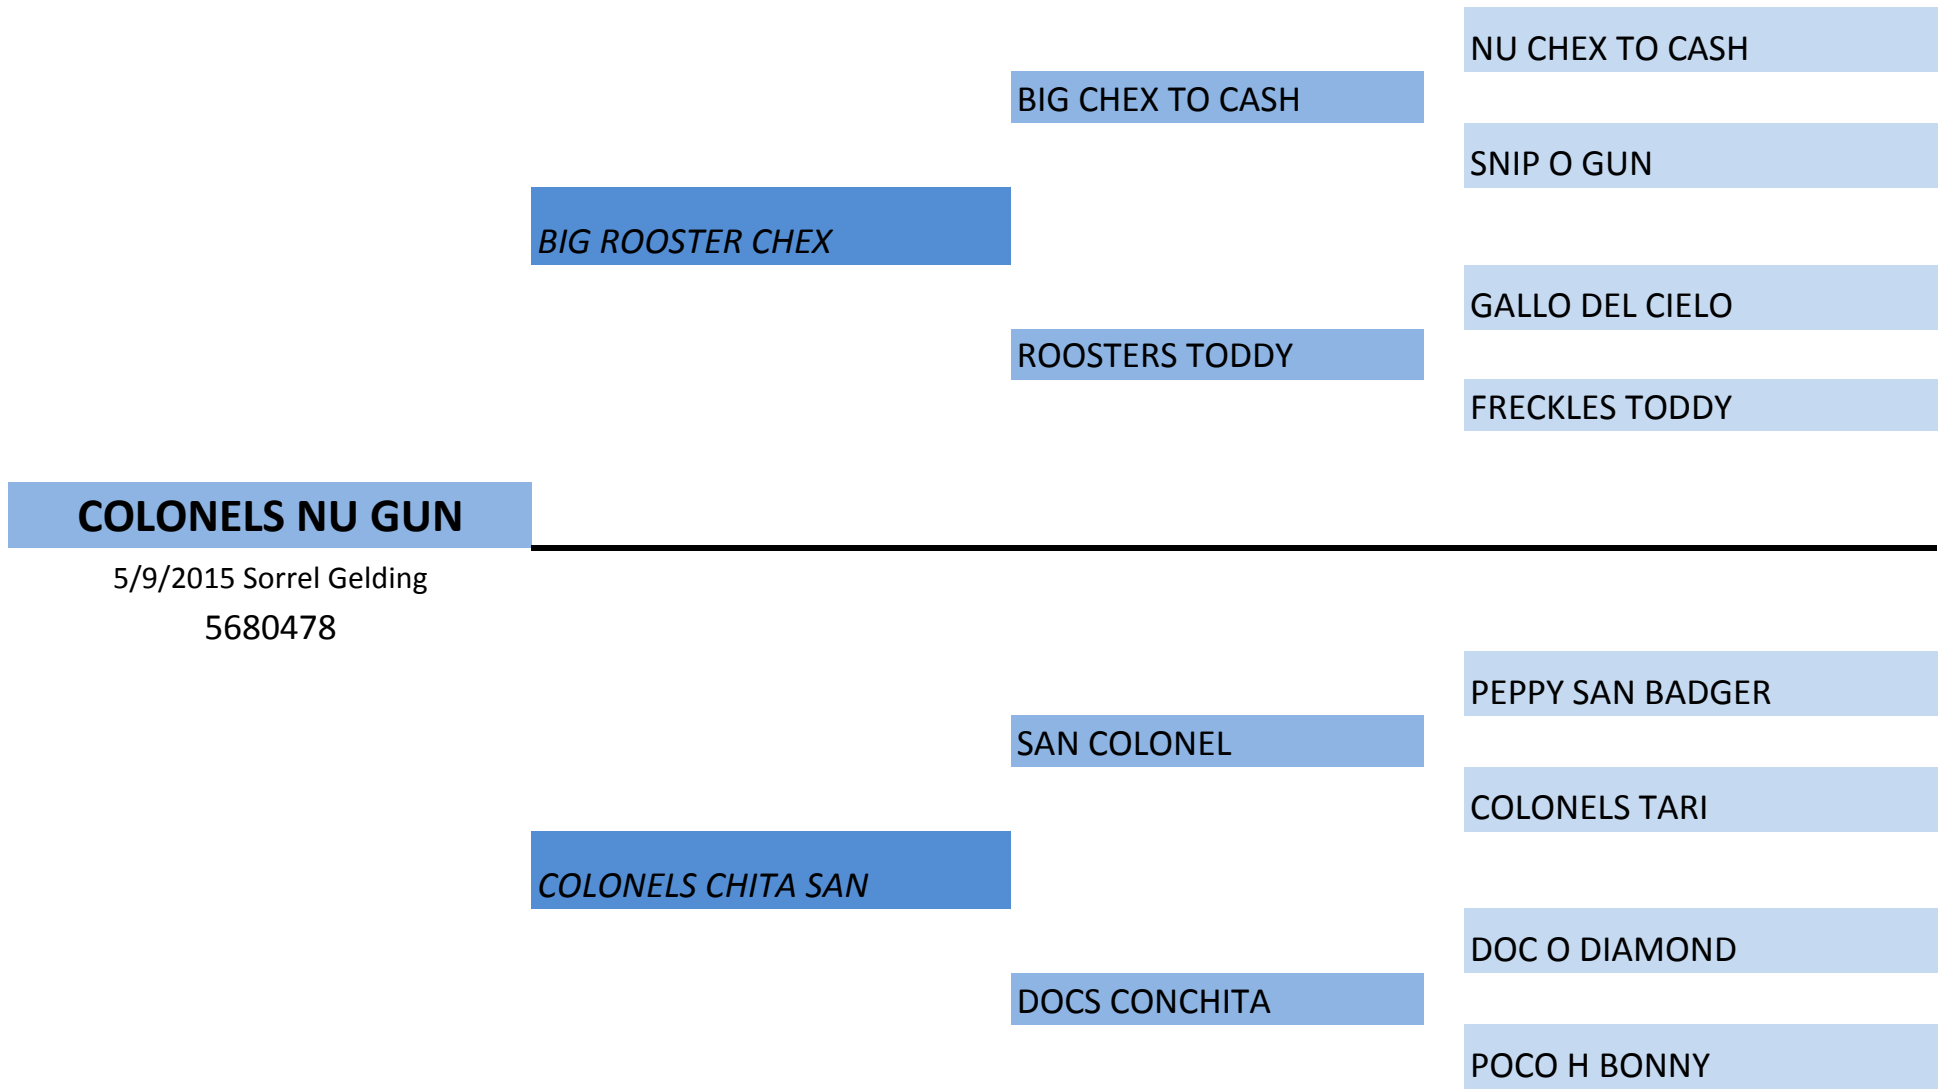 NU CHEX TO CASH
BIG CHEX TO CASH
SNIP O GUN
BIG ROOSTER CHEX
GALLO DEL CIELO
ROOSTERS TODDY
FRECKLES TODDY
COLONELS NU GUN
5/9/2015 Sorrel Gelding
5680478
PEPPY SAN BADGER
SAN COLONEL
COLONELS TARI
COLONELS CHITA SAN
DOC O DIAMOND
DOCS CONCHITA
POCO H BONNY